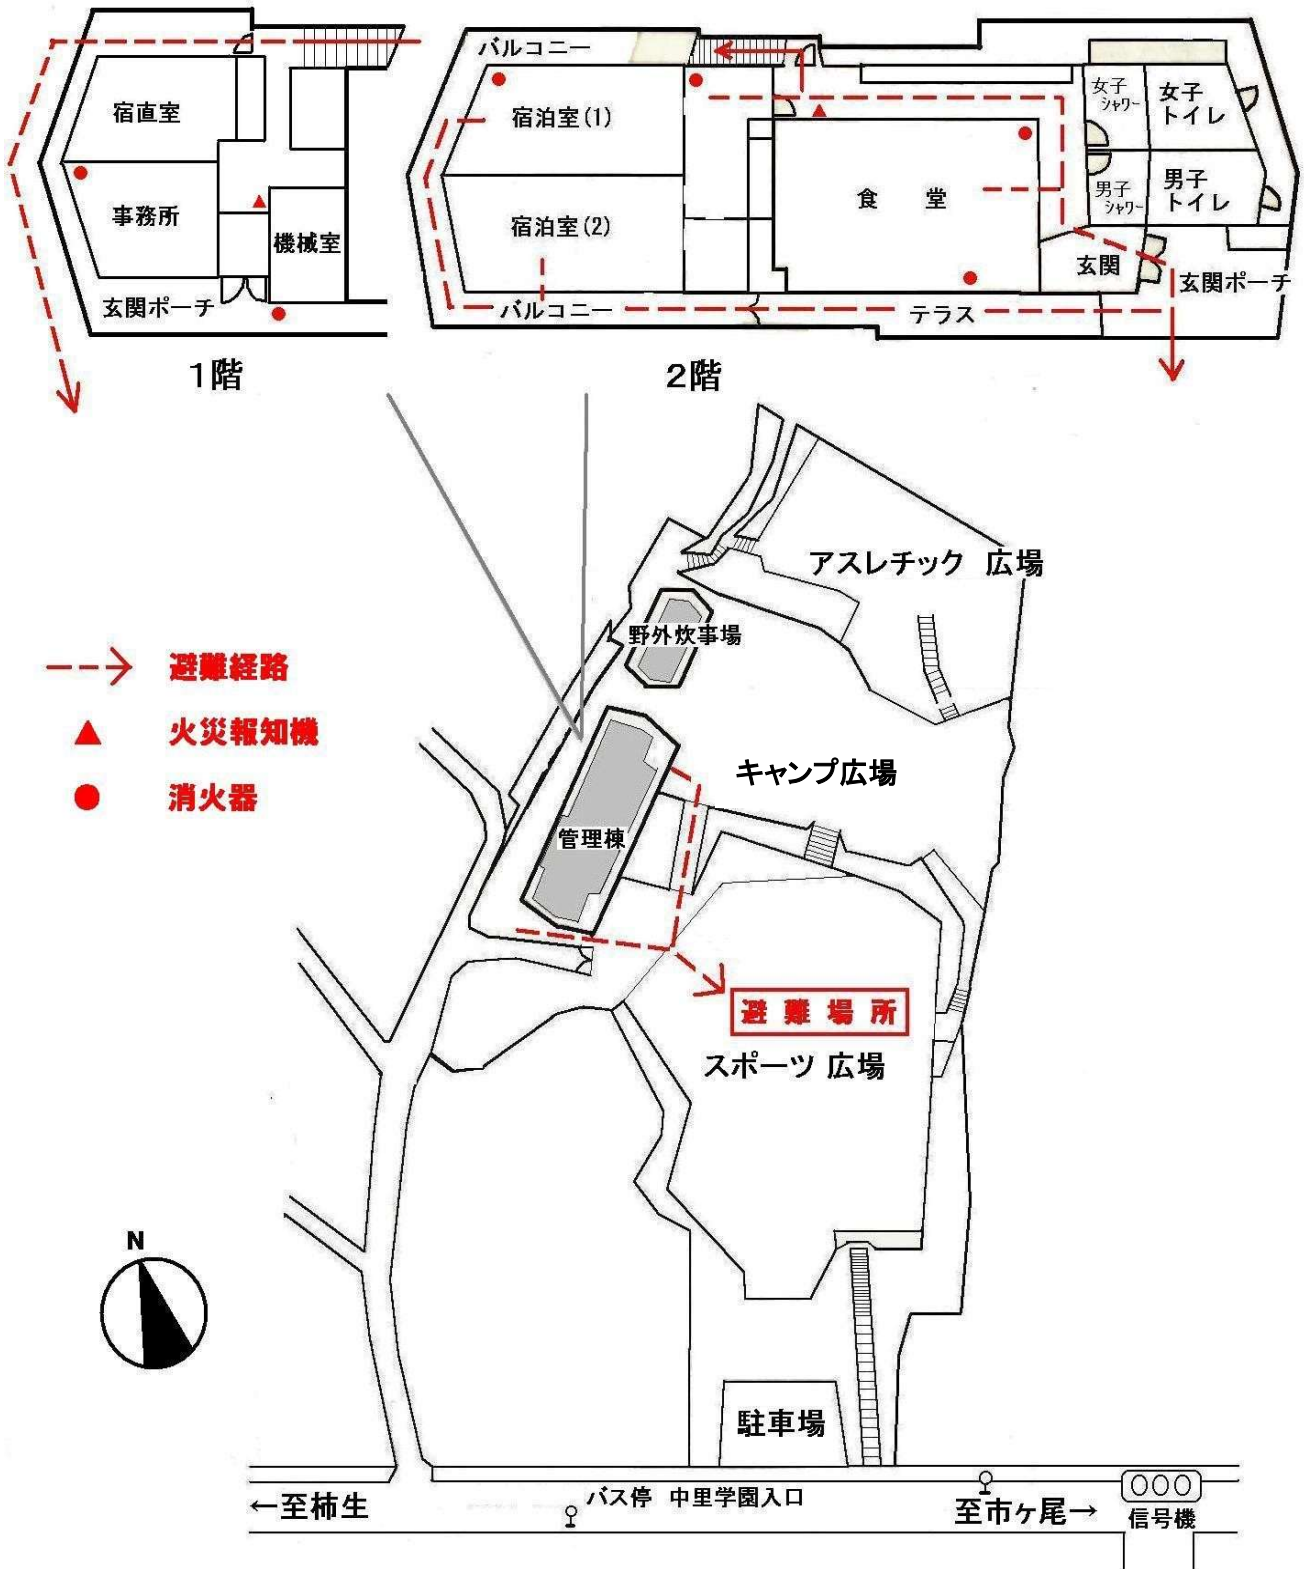 バルコニー
宿直室
宿泊室(1)
女子
シャワー
女子
トイレ
事務所
宿泊室(2)
食 堂
男子
シャワー
男子
トイレ
機械室
玄関
玄関ポーチ
玄関ポーチ
バルコニー
テラス
1階
2階
アスレチック 広場
野外炊事場
避難経路
火災報知機
消火器
キャンプ広場
管理棟
避難場所
スポーツ 広場
N
駐車場
←至柿生
バス停 中里学園入口
至市ヶ尾→
信号機